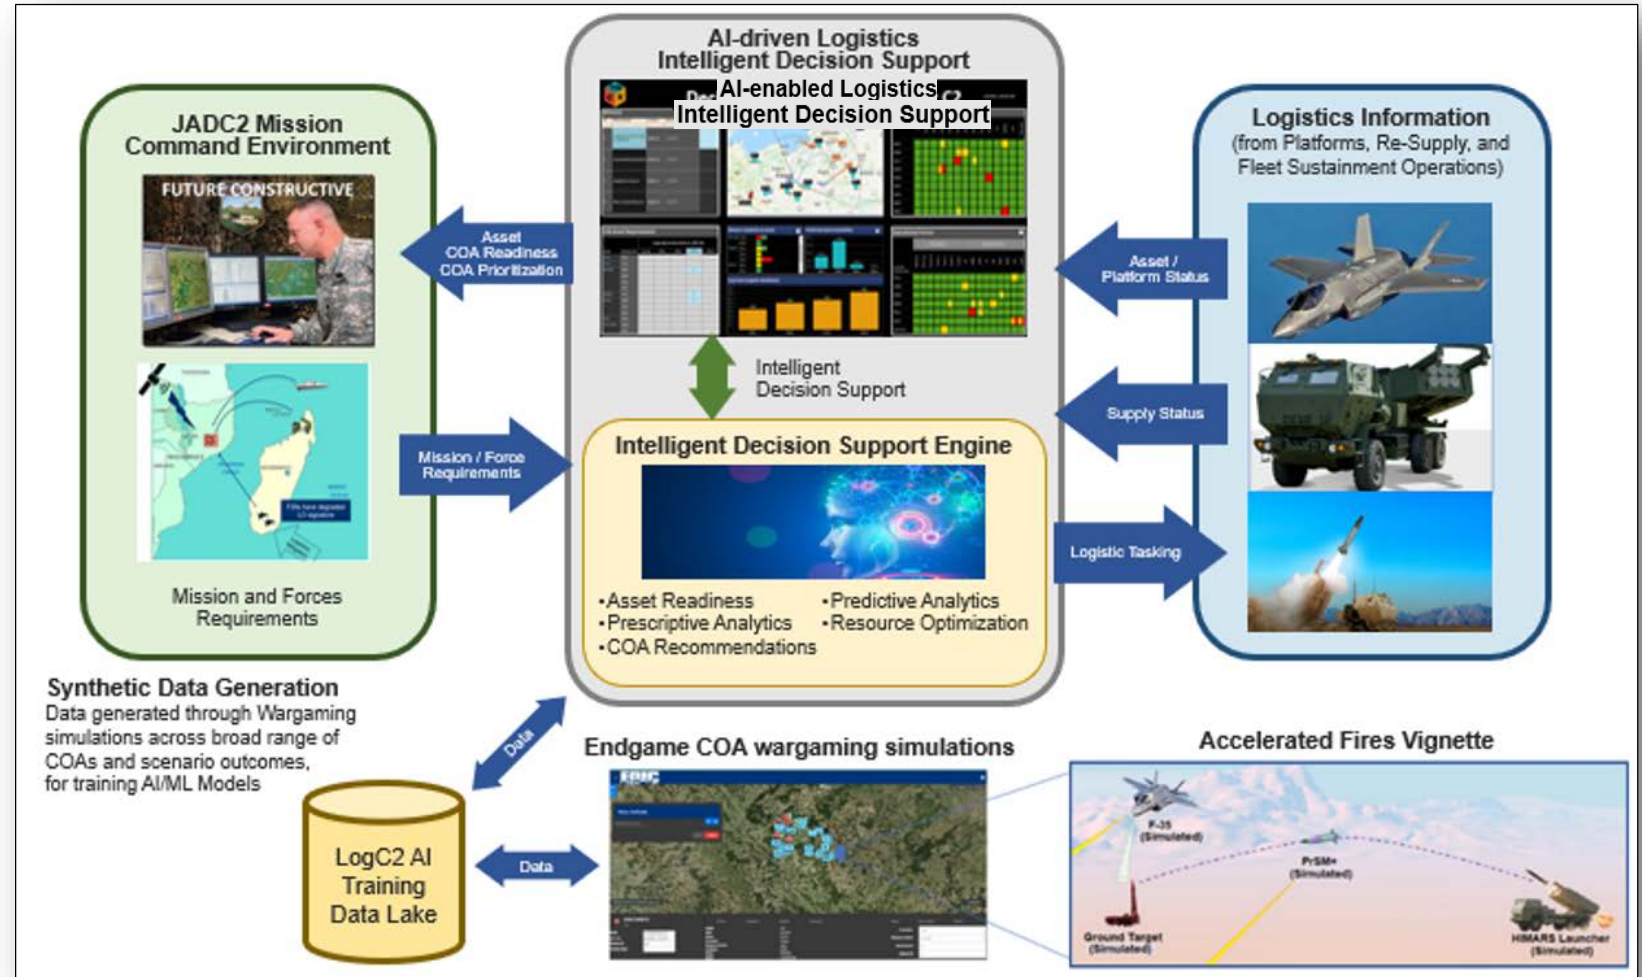 AI-driven Logistics
Intelligent Decision Support
AI-enabled Logistics
Intelligent Decision Support
C2
JADC2 Mission
Command Environment
FUTURE CONSTRUCTIVE
Mission and Forces
Requirements
Asset
COA Readiness
COA Prioritization
Mission / Force
Requirements
Intelligent
Decision Support
Intelligent Decision Support Engine
•Asset Readiness
•Prescriptive Analytics
•COA Recommendations
•Predictive Analytics
•Resource Optimization
Asset /
Platform Status
Supply Status
Logistic Tasking
Logistics Information
(from Platforms, Re-Supply, and
Fleet Sustainment Operations)
Synthetic Data Generation
Data generated through Wargaming
simulations across broad range of
COAs and scenario outcomes,
for training AI/ML Models
Data
LogC2 AI
Training
Data Lake
Data
Endgame COA wargaming simulations
Accelerated Fires Vignette
F-35
(Simulated)
PrSM+
(Simulated)
Ground Target
(Simulated)
HIMARS Launcher
(Simulated)